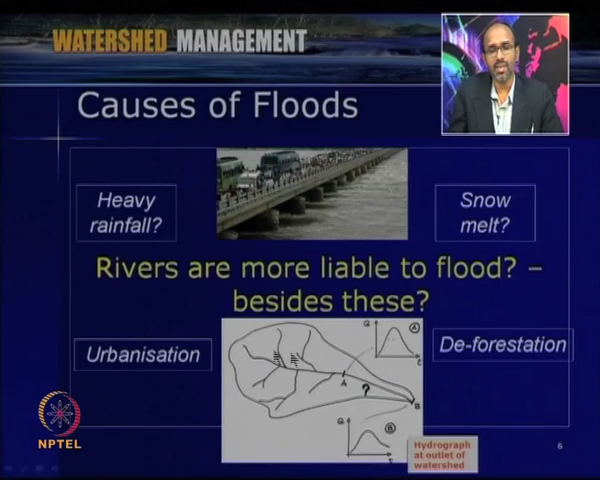 WATERSHED MANAGEMENT
Causes of Floods
Heavy
rainfall?
Snow
melt?
Rivers are more liable to flood? –
besides these?
Urbanisation
De-forestation
Q
A
t
A
?
B
Q
B
t
Hydrograph
at outlet of
watershed
NPTEL
6